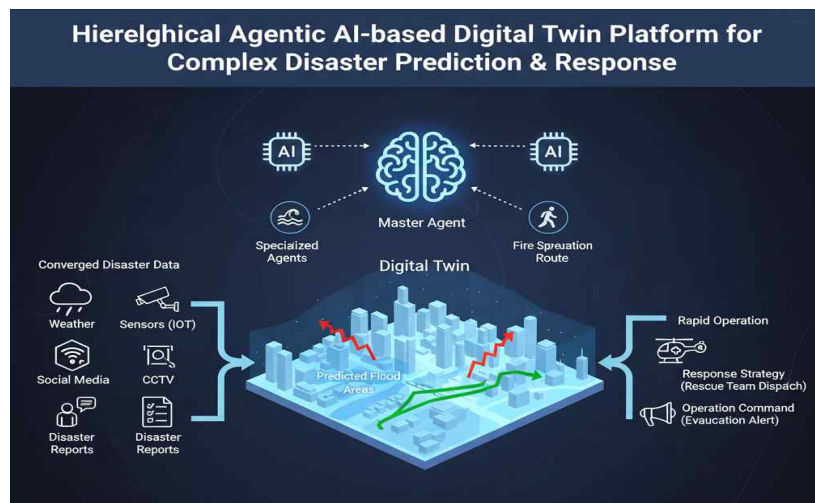 Hierelghical Agentic AI-based Digital Twin Platform for
Complex Disaster Prediction & Response
AI
AI
Master Agent
Specialized
Agents
Fire Spreuation
Route
Converged Disaster Data
Digital Twin
Weather
Sensors (IOT)
Social Media
CCTV
Disaster
Reports
Disaster
Reports
Predicted Flood
Areas
Rapid Operation
Response Strategy
(Rescue Team Dispach)
Operation Command
(Evaucation Alert)